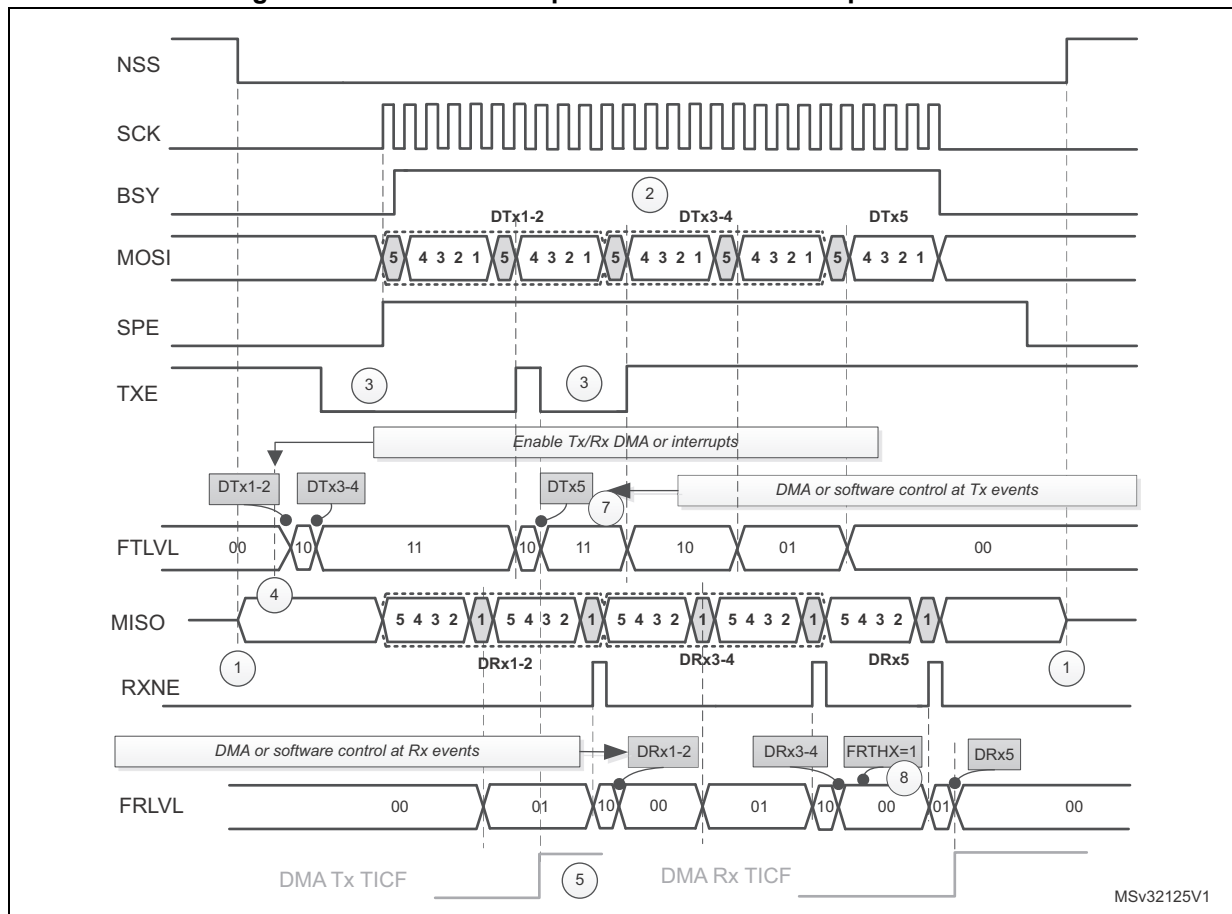 NSS
SCK
BSY
2
DTx1-2 DTx3-4 DTx5
MOSI 5 4 3 2 1 5 4 3 2 1 5 4 3 2 1 5 4 3 2 1 5 4 3 2 1
SPE
TXE 3 3
Enable Tx/Rx DMA or interrupts
DTx1-2 DTx3-4 DTx5 7 DMA or software control at Tx events
FTLVL 00 10 11 10 11 10 01 00
4
MISO 5 4 3 2 1 5 4 3 2 1 5 4 3 2 1 5 4 3 2 1 5 4 3 2 1
1 DRx1-2 DRx3-4 DRx5 1
RXNE
DMA or software control at Rx events DRx1-2 DRx3-4 FRTHX=1 8 DRx5
FRLVL 00 01 10 00 01 10 00 01 00
DMA Tx TICF 5 DMA Rx TICF
MSv32125V1